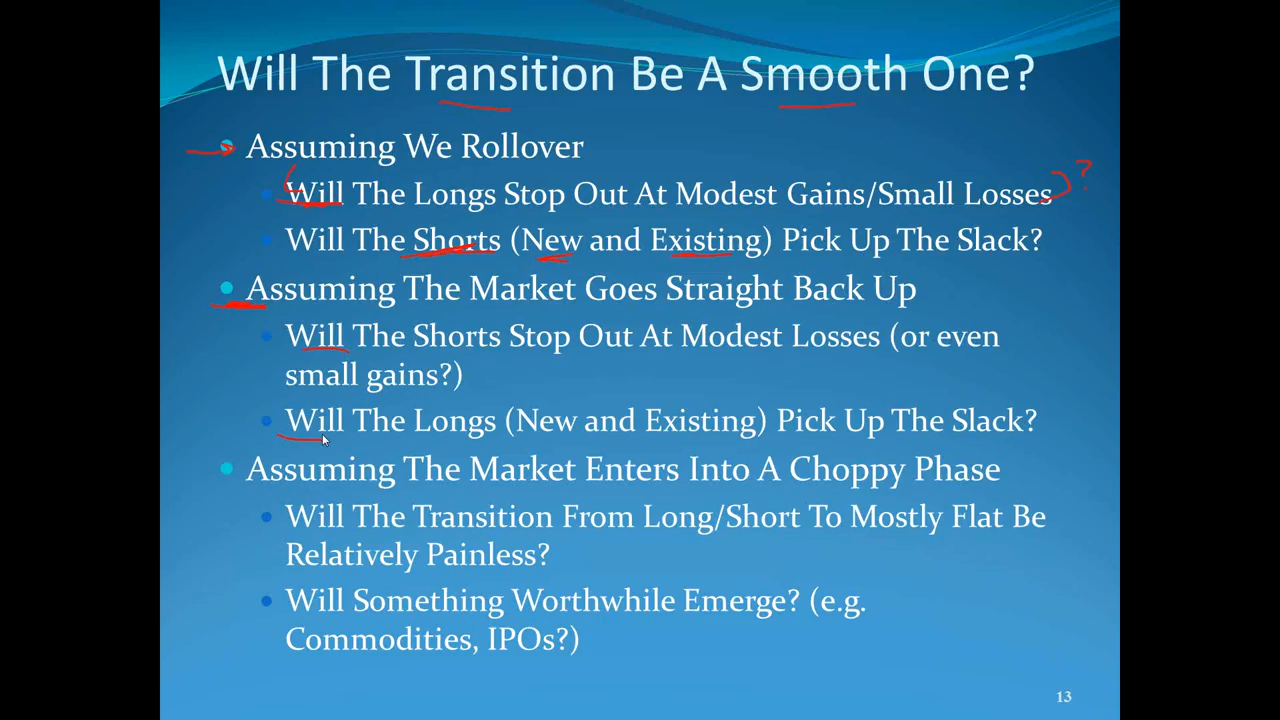 Will The Transition Be A Smooth One?
Assuming We Rollover
Will The Longs Stop Out At Modest Gains/Small Losses ?
Will The Shorts (New and Existing) Pick Up The Slack?
Assuming The Market Goes Straight Back Up
Will The Shorts Stop Out At Modest Losses (or even
small gains?)
Will The Longs (New and Existing) Pick Up The Slack?
Assuming The Market Enters Into A Choppy Phase
Will The Transition From Long/Short To Mostly Flat Be
Relatively Painless?
Will Something Worthwhile Emerge? (e.g.
Commodities, IPOs?)
13